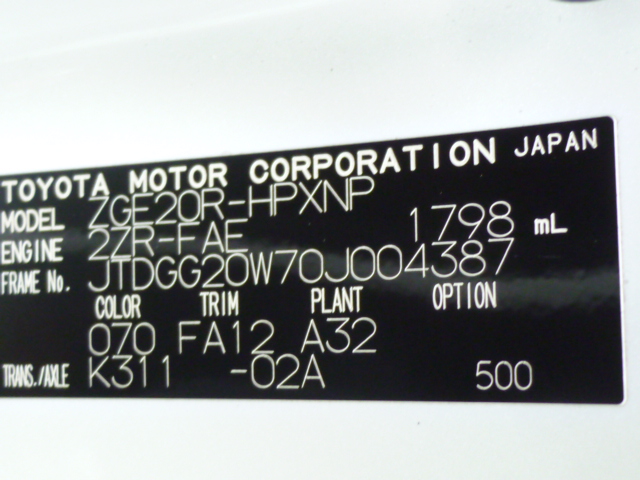 TOYOTA MOTOR CORPORATION JAPAN
MODEL ZGE20R-HPXNP
ENGINE 2ZR-FAE 1798 mL
FRAME No. JTDGG20W70J004387
COLOR TRIM PLANT OPTION
070 FA12 A32
TRANS./AXLE K311 -02A 500